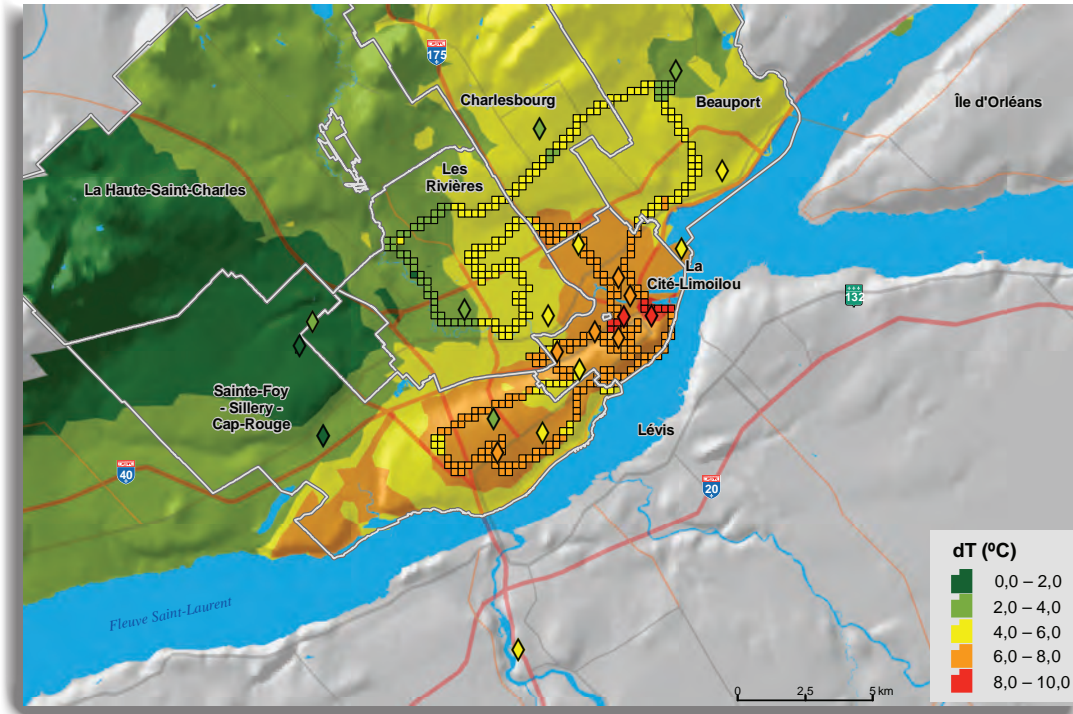 175
Charlesbourg
Beauport
Île d'Orléans
Les
Rivières
La Haute-Saint-Charles
La
Cité-Limoilou
132
Sainte-Foy
- Sillery -
Cap-Rouge
Lévis
40
20
Fleuve Saint-Laurent
dT (ºC)
0,0 – 2,0
2,0 – 4,0
4,0 – 6,0
6,0 – 8,0
8,0 – 10,0
0 2,5 5 km